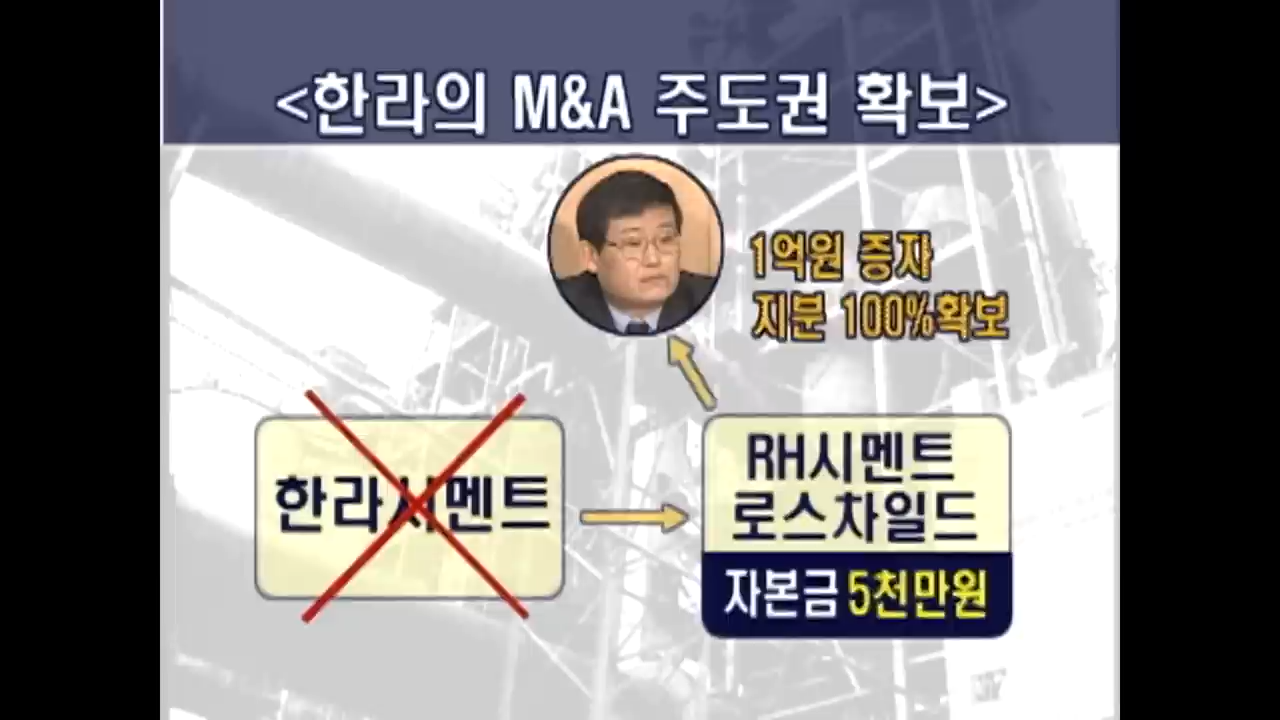 <한라의 M&A 주도권 확보>
1억원 증자
지분 100%확보
한라시멘트
RH시멘트
로스차일드
자본금 5천만원